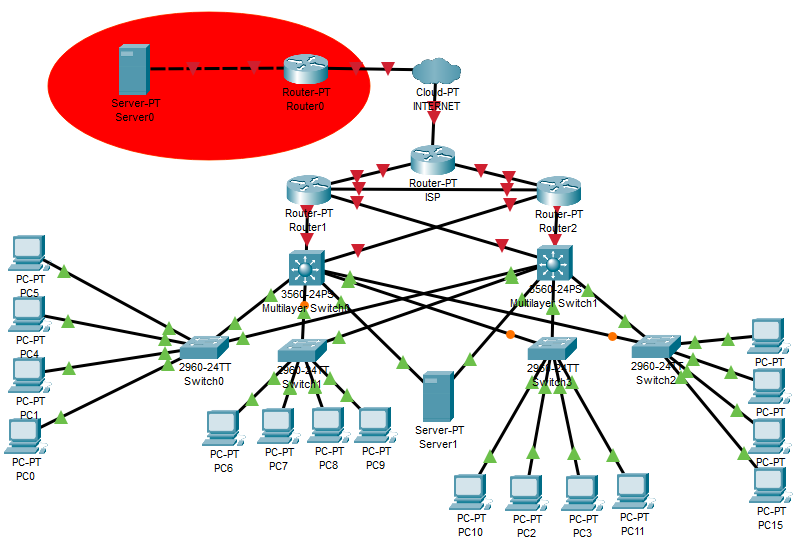 Server-PT
Server0
Router-PT
Router0
Cloud-PT
INTERNET
Router-PT
ISP
Router-PT
Router1
Router-PT
Router2
3560-24PS
Multilayer Switch0
3560-24PS
Multilayer Switch1
PC-PT
PC5
PC-PT
PC4
PC-PT
PC1
PC-PT
PC0
2960-24TT
Switch0
2960-24TT
Switch1
2960-24TT
Switch3
2960-24TT
Switch2
PC-PT
PC6
PC-PT
PC7
PC-PT
PC8
PC-PT
PC9
Server-PT
Server1
PC-PT
PC10
PC-PT
PC2
PC-PT
PC3
PC-PT
PC11
PC-PT
PC-PT
PC-PT
PC-PT
PC15